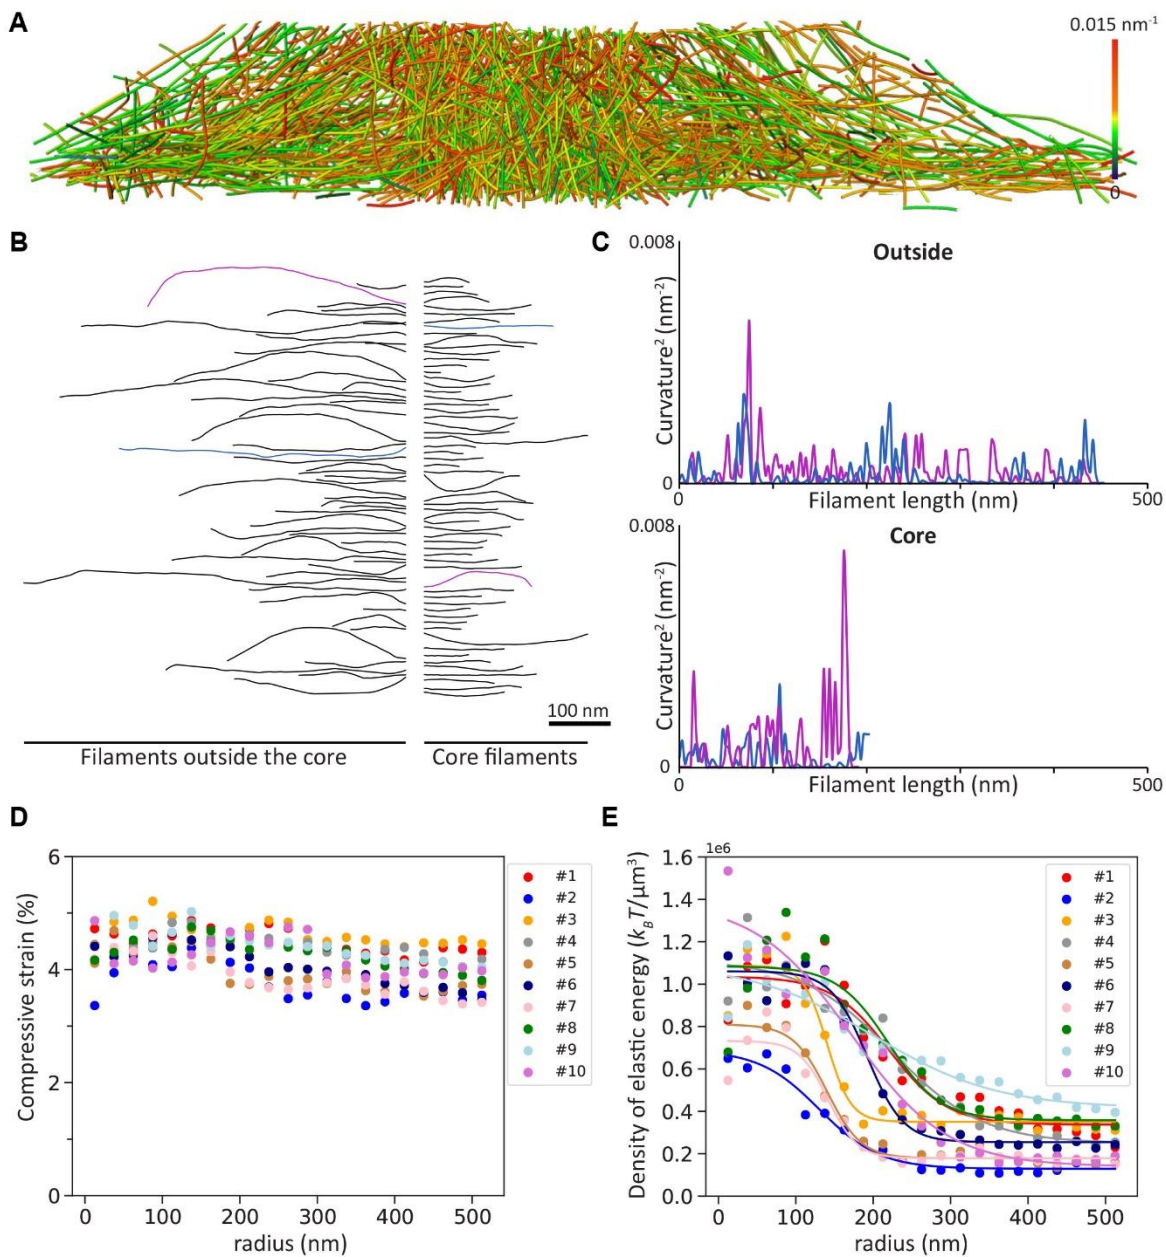 A
0.015 nm⁻¹
0
B
Filaments outside the core
Core filaments
100 nm
C
Outside
0.008
Curvature² (nm⁻²)
0
0
Filament length (nm)
500
Core
0.008
Curvature² (nm⁻²)
0
0
Filament length (nm)
500
D
Compressive strain (%)
6
4
2
0
0 100 200 300 400 500
radius (nm)
#1
#2
#3
#4
#5
#6
#7
#8
#9
#10
E
1e6
Density of elastic energy (k_BT/μm³)
1.6
1.4
1.2
1.0
0.8
0.6
0.4
0.2
0.0
0 100 200 300 400 500
radius (nm)
#1
#2
#3
#4
#5
#6
#7
#8
#9
#10